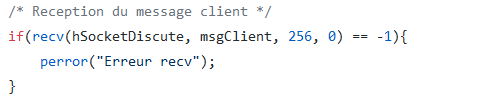 /* Reception du message client */
if(recv(hSocketDiscute, msgClient, 256, 0) == -1){
    perror("Erreur recv");
}